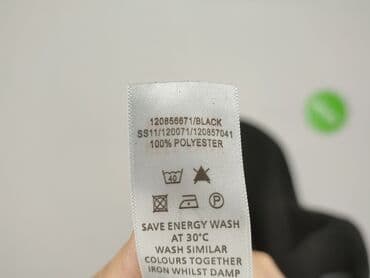 120856671/BLACK
SS11/120071/120857041
100% POLYESTER
40
P
SAVE ENERGY WASH
AT 30°C
WASH SIMILAR
COLOURS TOGETHER
IRON WHILST DAMP